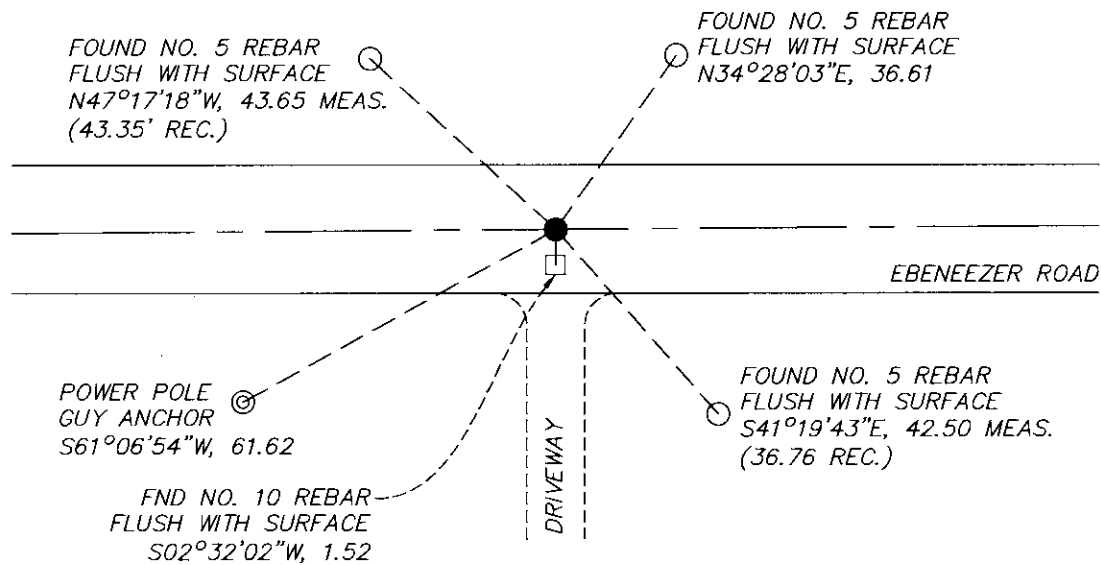 FOUND NO. 5 REBAR
FLUSH WITH SURFACE
N47°17'18"W, 43.65 MEAS.
(43.35' REC.)
FOUND NO. 5 REBAR
FLUSH WITH SURFACE
N34°28'03"E, 36.61
EBENEEZER ROAD
POWER POLE
GUY ANCHOR
S61°06'54"W, 61.62
FOUND NO. 5 REBAR
FLUSH WITH SURFACE
S41°19'43"E, 42.50 MEAS.
(36.76 REC.)
FND NO. 10 REBAR
FLUSH WITH SURFACE
S02°32'02"W, 1.52
DRIVEWAY